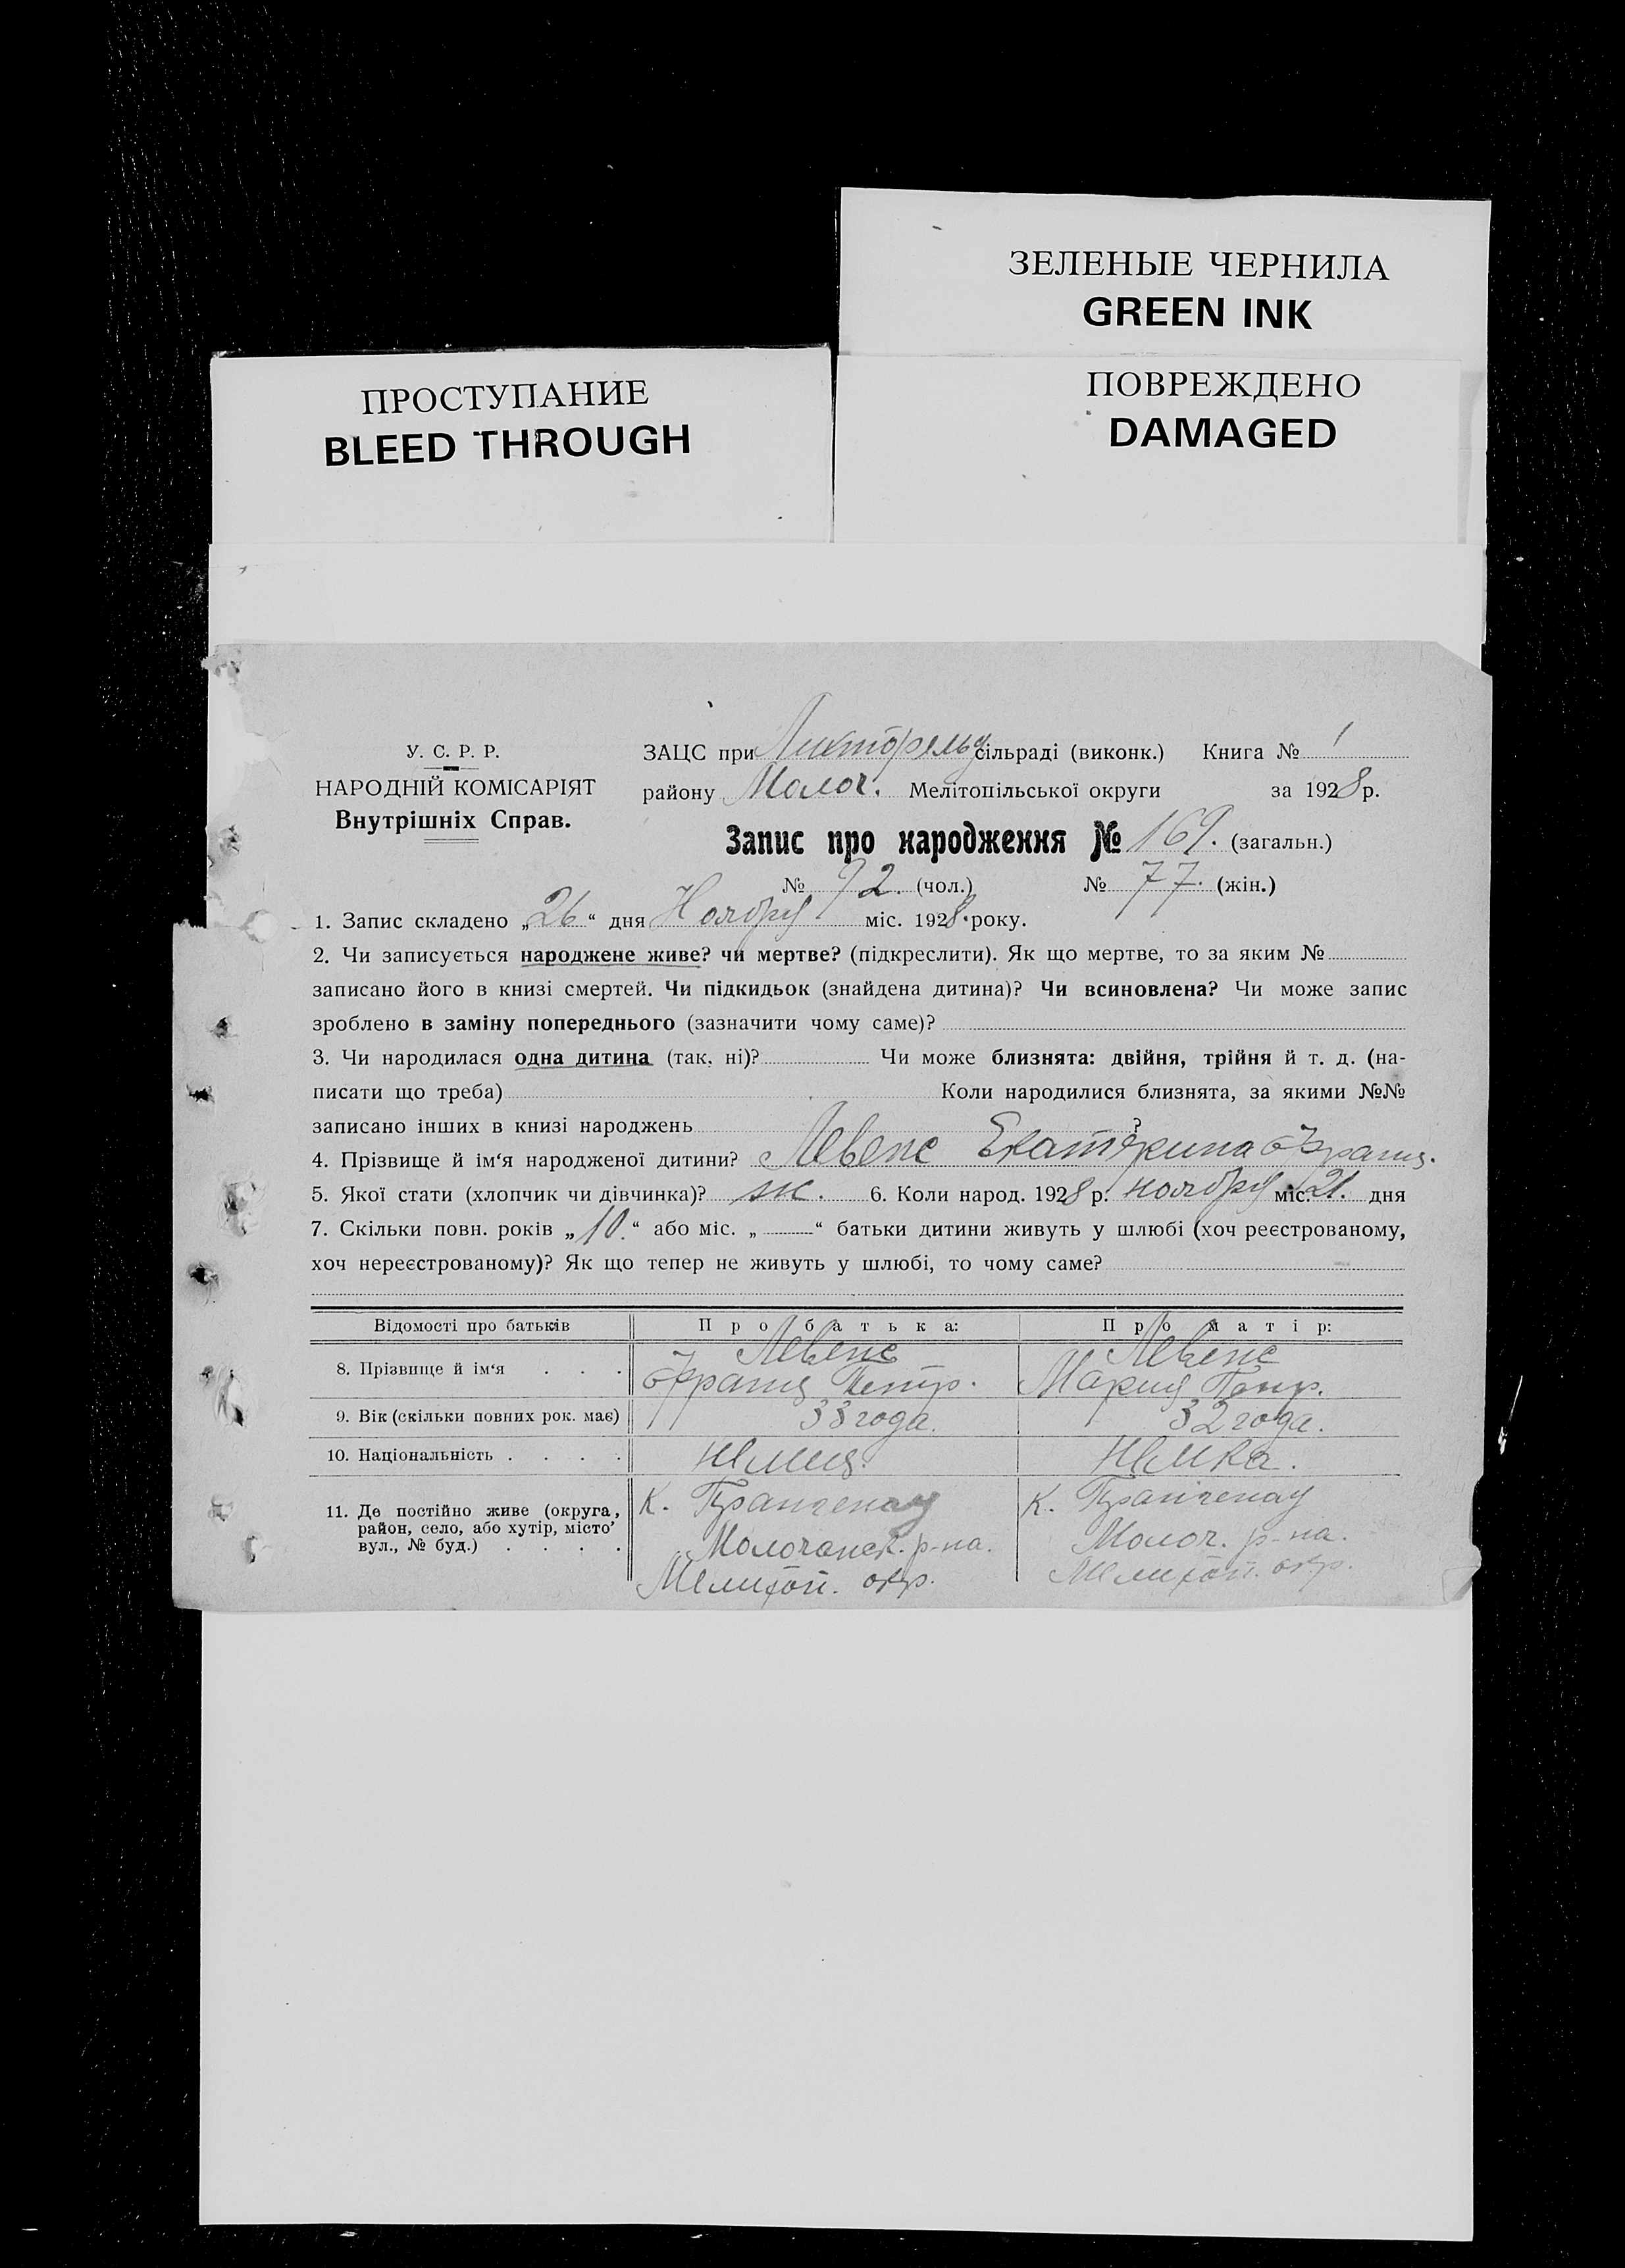 ЗЕЛЕНЫЕ ЧЕРНИЛА
GREEN INK
ПРОСТУПАНИЕ
BLEED THROUGH
ПОВРЕЖДЕНО
DAMAGED
У. С. Р. Р.
НАРОДНІЙ КОМІСАРІЯТ
Внутрішніх Справ.
ЗАЦС при сільраді (виконк.) Книга № 1
району Молоч. Мелітопільської округи за 1928 р.
Запис про народження № 169. (загальн.)
№ 92. (чол.) № 77. (жін.)
1. Запис складено „26“ дня Ноября міс. 1928 року.
2. Чи записується народжене живе? чи мертве? (підкреслити). Як що мертве, то за яким №
записано його в книзі смертей. Чи підкидьок (знайдена дитина)? Чи всиновлена? Чи може запис
зроблено в заміну попереднього (зазначити чому саме)?
3. Чи народилася одна дитина (так, ні)? Чи може близнята: двійня, трійня й т. д. (на-
писати що треба) Коли народилися близнята, за якими №№
записано інших в книзі народжень ?
4. Прізвище й ім‘я народженої дитини? Левенс Екатерина Франц.
5. Якої стати (хлопчик чи дівчинка)? ж. 6. Коли народ. 1928 р. ноября міс. 21. дня
7. Скільки повн. років „10.“ або міс. „ “ батьки дитини живуть у шлюбі (хоч реєстрованому,
хоч нереєстрованому)? Як що тепер не живуть у шлюбі, то чому саме?
Відомості про батьків Про батька: Про матір:
8. Прізвище й ім‘я . . . Левенс Левенс
Франц Петр. Мария
9. Вік (скільки повних рок. має) 33 года. 32 года.
10. Національність . . . . немец. немка.
11. Де постійно живе (округа, район, село, або хутір, місто’ вул., № буд.) . . . . К. К.
Молочанск. р-на. Молоч. р-на.
Мелитоп. окр. Мелитоп. окр.